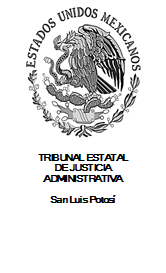 ESTADOS UNIDOS MEXICANOS
TRIBUNAL ESTATAL
DE JUSTICIA
ADMINISTRATIVA
San Luis Potosí